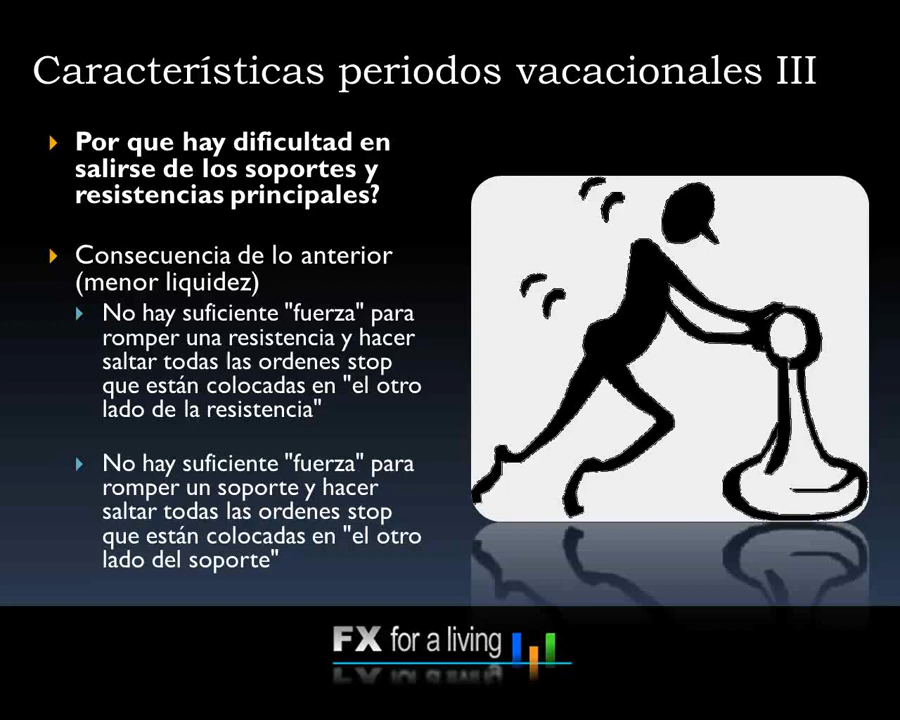 Características periodos vacacionales III
Por que hay dificultad en
salirse de los soportes y
resistencias principales?
Consecuencia de lo anterior
(menor liquidez)
No hay suficiente "fuerza" para
romper una resistencia y hacer
saltar todas las ordenes stop
que están colocadas en "el otro
lado de la resistencia"
No hay suficiente "fuerza" para
romper un soporte y hacer
saltar todas las ordenes stop
que están colocadas en "el otro
lado del soporte"
FX for a living